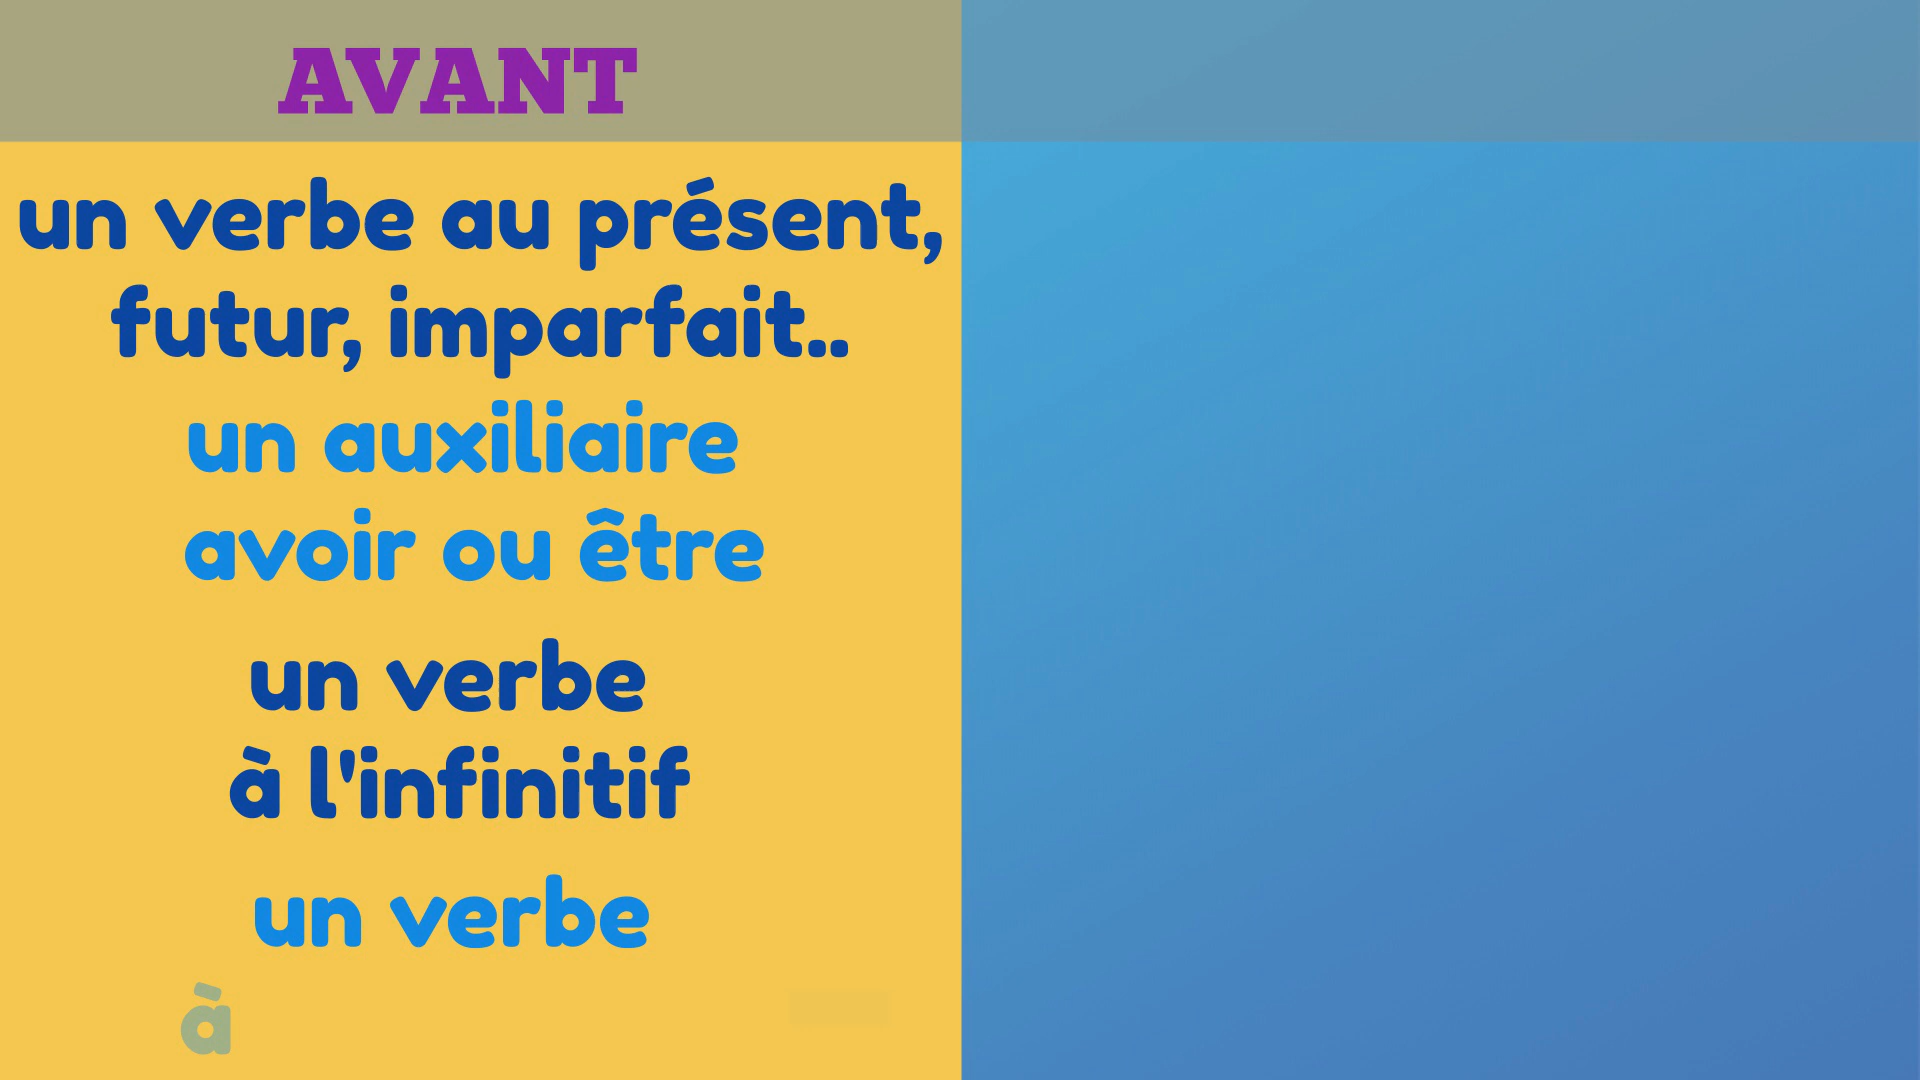 AVANT
un verbe au présent,
futur, imparfait..
un auxiliaire
avoir ou être
un verbe
à l'infinitif
un verbe
à